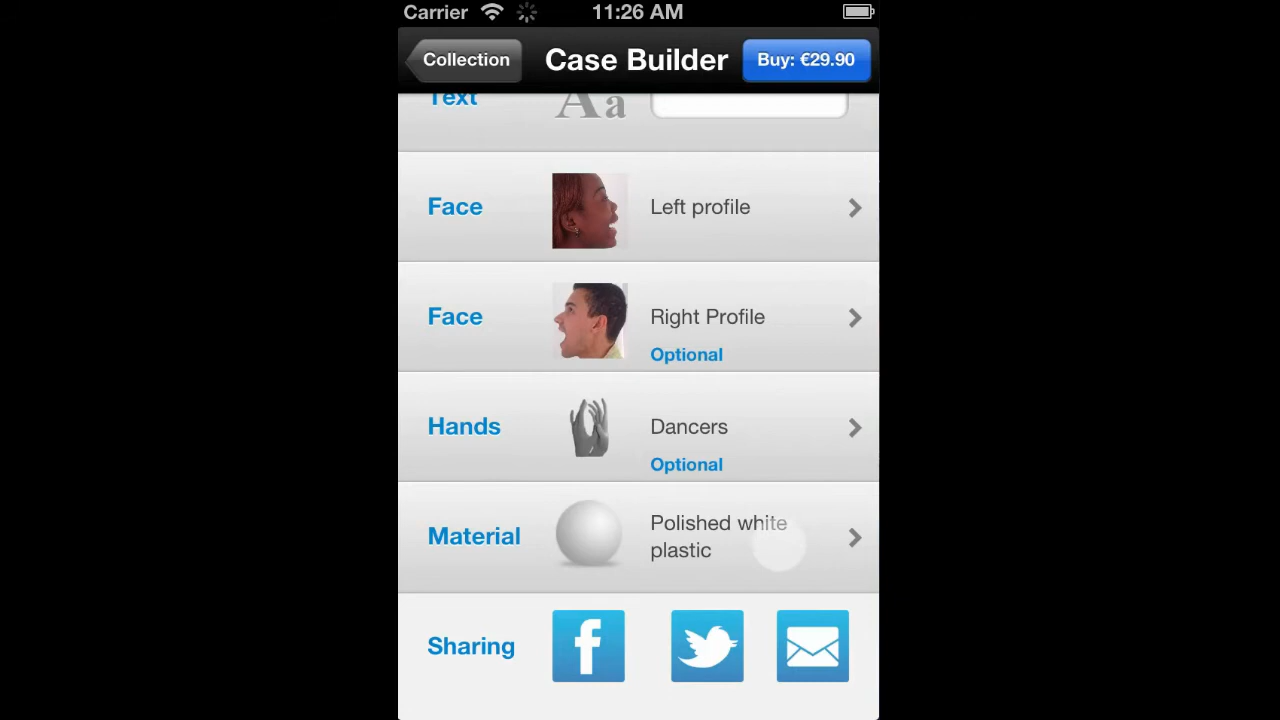 Carrier 11:26 AM
Collection Case Builder Buy: €29.90
Text Aa
Face Left profile
Face Right Profile
Optional
Hands Dancers
Optional
Material Polished white
plastic
Sharing f